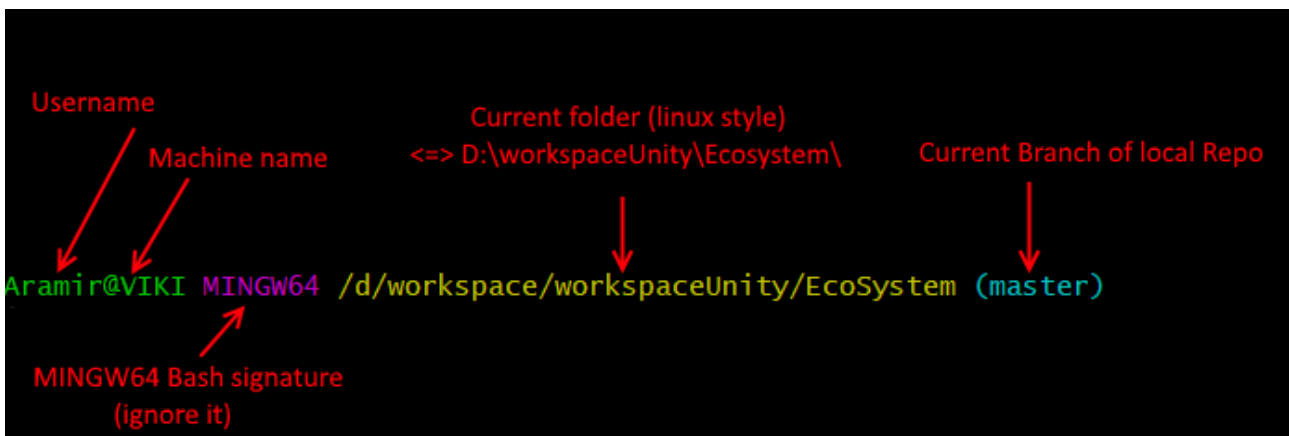 Username
Machine name
Current folder (linux style)
<=> D:\workspaceUnity\Ecosystem\
Current Branch of local Repo
Aramir@VIKI MINGW64 /d/workspace/workspaceUnity/EcoSystem (master)
MINGW64 Bash signature
(ignore it)